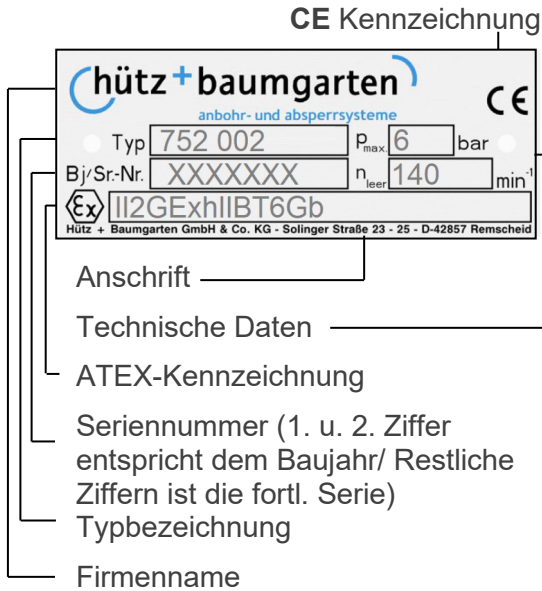 CE Kennzeichnung
hütz + baumgarten
CE
anbohr- und absperrsysteme
Typ 752 002 pmax. 6 bar
Bj/Sr.-Nr. XXXXXXX nleer 140 min-1
Ex II2GExhIIBT6Gb
Hütz + Baumgarten GmbH & Co. KG - Solinger Straße 23 - 25 - D-42857 Remscheid
Anschrift
Technische Daten
ATEX-Kennzeichnung
Seriennummer (1. u. 2. Ziffer
entspricht dem Baujahr/ Restliche
Ziffern ist die fortl. Serie)
Typbezeichnung
Firmenname